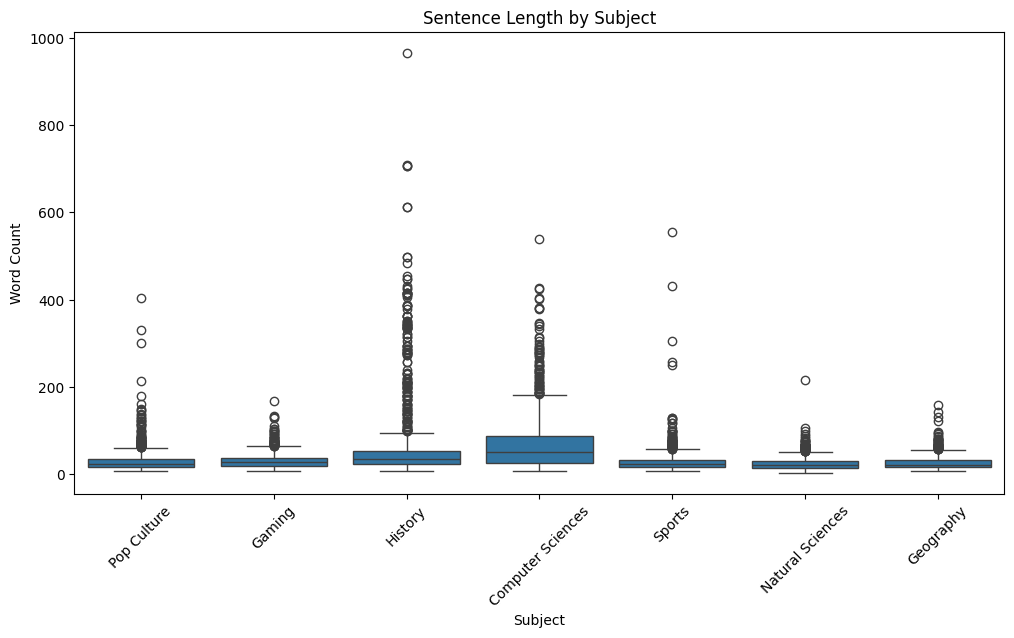 Sentence Length by Subject
1000
800
600
400
200
0
Word Count
Pop Culture
Gaming
History
Computer Sciences
Sports
Natural Sciences
Geography
Subject